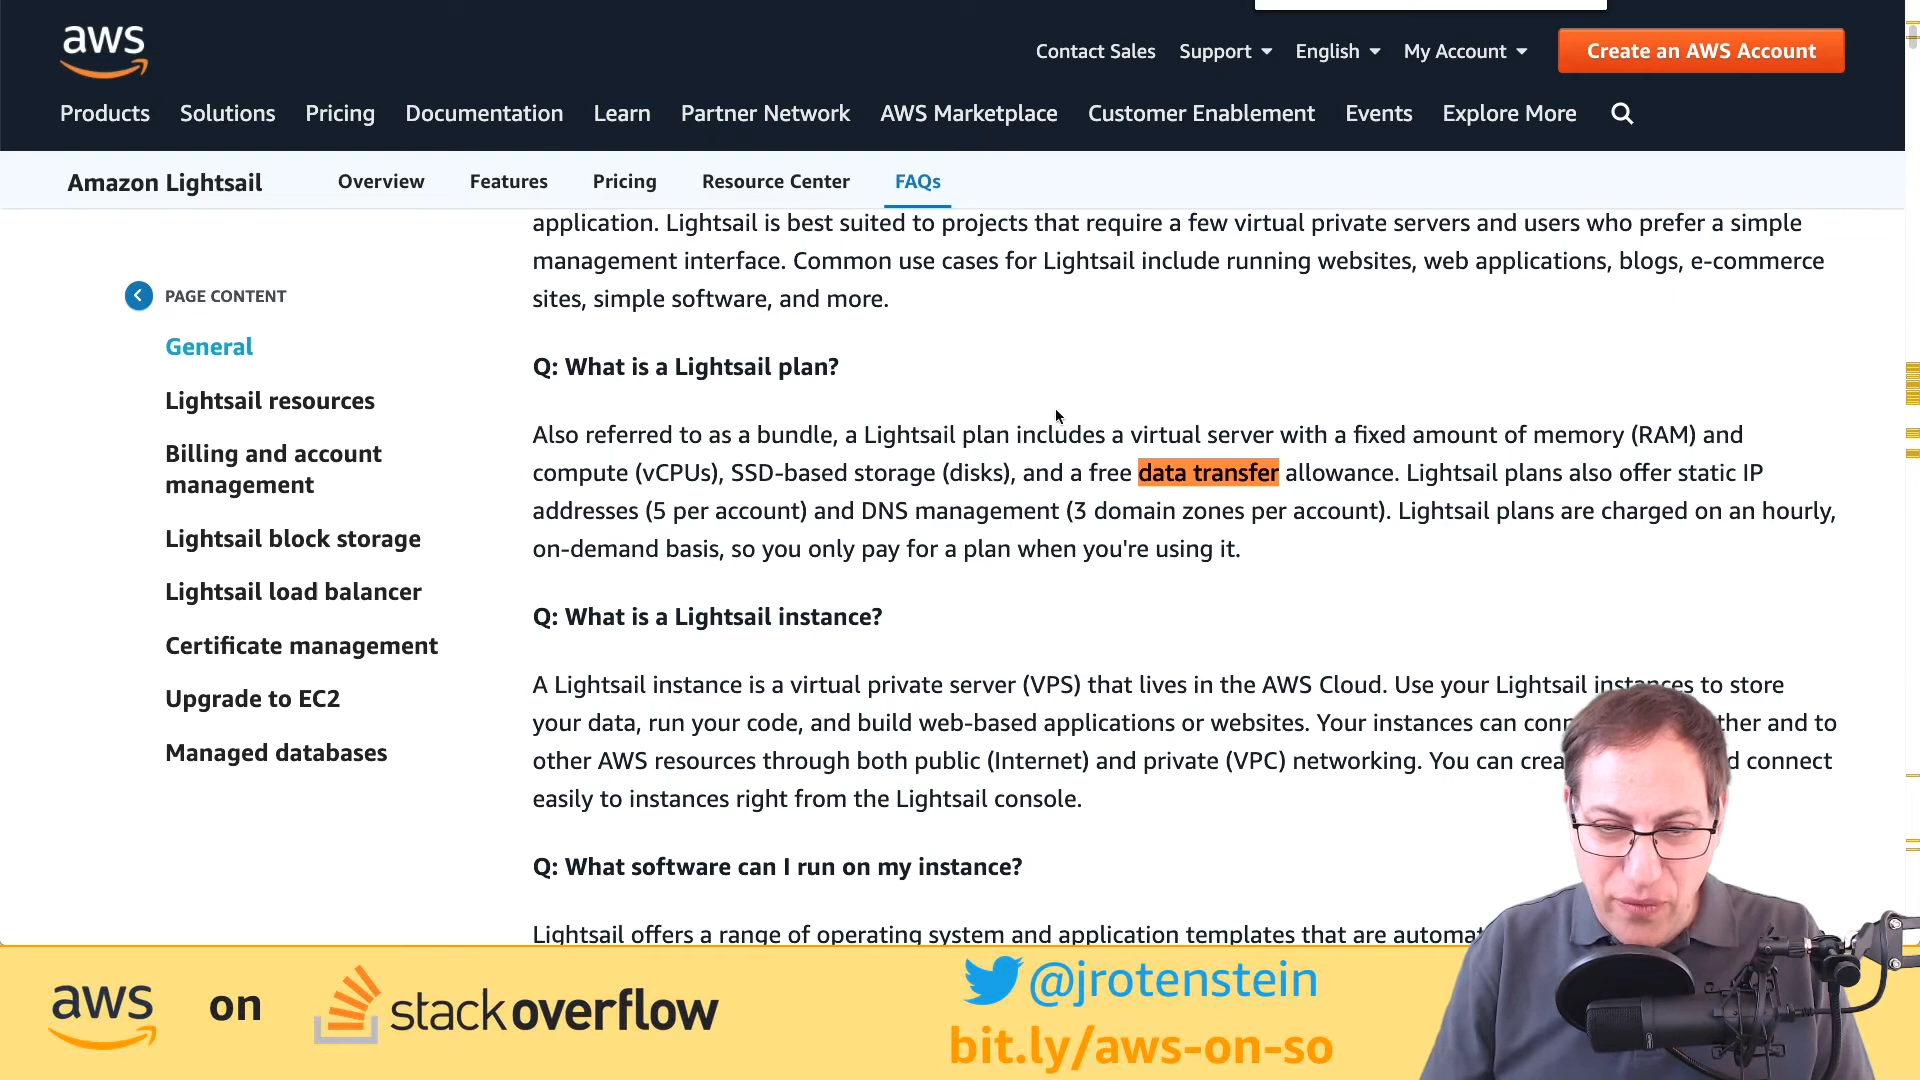 aws
Contact Sales Support English My Account Create an AWS Account
Products Solutions Pricing Documentation Learn Partner Network AWS Marketplace Customer Enablement Events Explore More
Amazon Lightsail Overview Features Pricing Resource Center FAQs
PAGE CONTENT
General
Lightsail resources
Billing and account
management
Lightsail block storage
Lightsail load balancer
Certificate management
Upgrade to EC2
Managed databases
application. Lightsail is best suited to projects that require a few virtual private servers and users who prefer a simple
management interface. Common use cases for Lightsail include running websites, web applications, blogs, e-commerce
sites, simple software, and more.
Q: What is a Lightsail plan?
Also referred to as a bundle, a Lightsail plan includes a virtual server with a fixed amount of memory (RAM) and
compute (vCPUs), SSD-based storage (disks), and a free data transfer allowance. Lightsail plans also offer static IP
addresses (5 per account) and DNS management (3 domain zones per account). Lightsail plans are charged on an hourly,
on-demand basis, so you only pay for a plan when you're using it.
Q: What is a Lightsail instance?
A Lightsail instance is a virtual private server (VPS) that lives in the AWS Cloud. Use your Lightsail instances to store
your data, run your code, and build web-based applications or websites. Your instances can and to
other AWS resources through both public (Internet) and private (VPC) networking. You can connect
easily to instances right from the Lightsail console.
Q: What software can I run on my instance?
Lightsail offers a range of operating system and application templates that are
aws on stackoverflow
@jrotenstein
bit.ly/aws-on-so